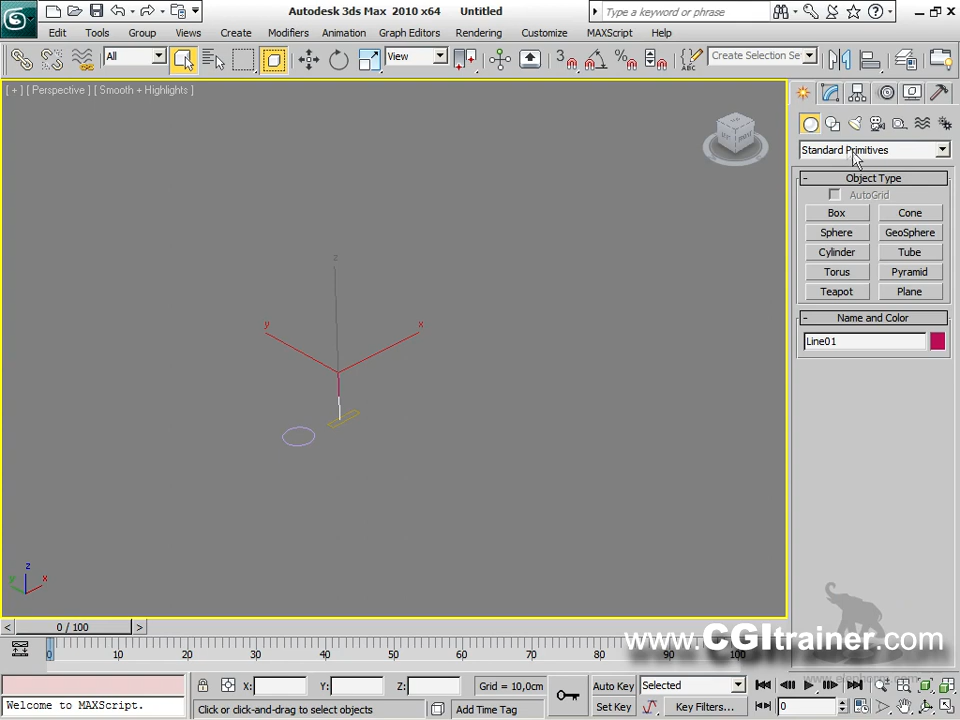 Autodesk 3ds Max 2010 x64 Untitled
Type a keyword or phrase
Edit Tools Group Views Create Modifiers Animation Graph Editors Rendering Customize MAXScript Help
All View Create Selection Se
[ + ] [ Perspective ] [ Smooth + Highlights ]
Standard Primitives
- Object Type
AutoGrid
Box Cone
Sphere GeoSphere
Cylinder Tube
Torus Pyramid
Teapot Plane
- Name and Color
Line01
z
y x
z
y x
< 0 / 100 >
0 10 20 30 40 50 60 70 80 90 100
www.CGItrainer.com
X: Y: Z: Grid = 10,0cm Auto Key Selected
Welcome to MAXScript. Click or click-and-drag to select objects Add Time Tag Set Key Key Filters... 0